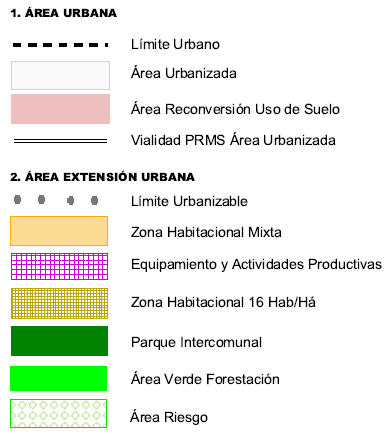 1. ÁREA URBANA
Límite Urbano
Área Urbanizada
Área Reconversión Uso de Suelo
Vialidad PRMS Área Urbanizada
2. ÁREA EXTENSIÓN URBANA
Límite Urbanizable
Zona Habitacional Mixta
Equipamiento y Actividades Productivas
Zona Habitacional 16 Hab/Há
Parque Intercomunal
Área Verde Forestación
Área Riesgo